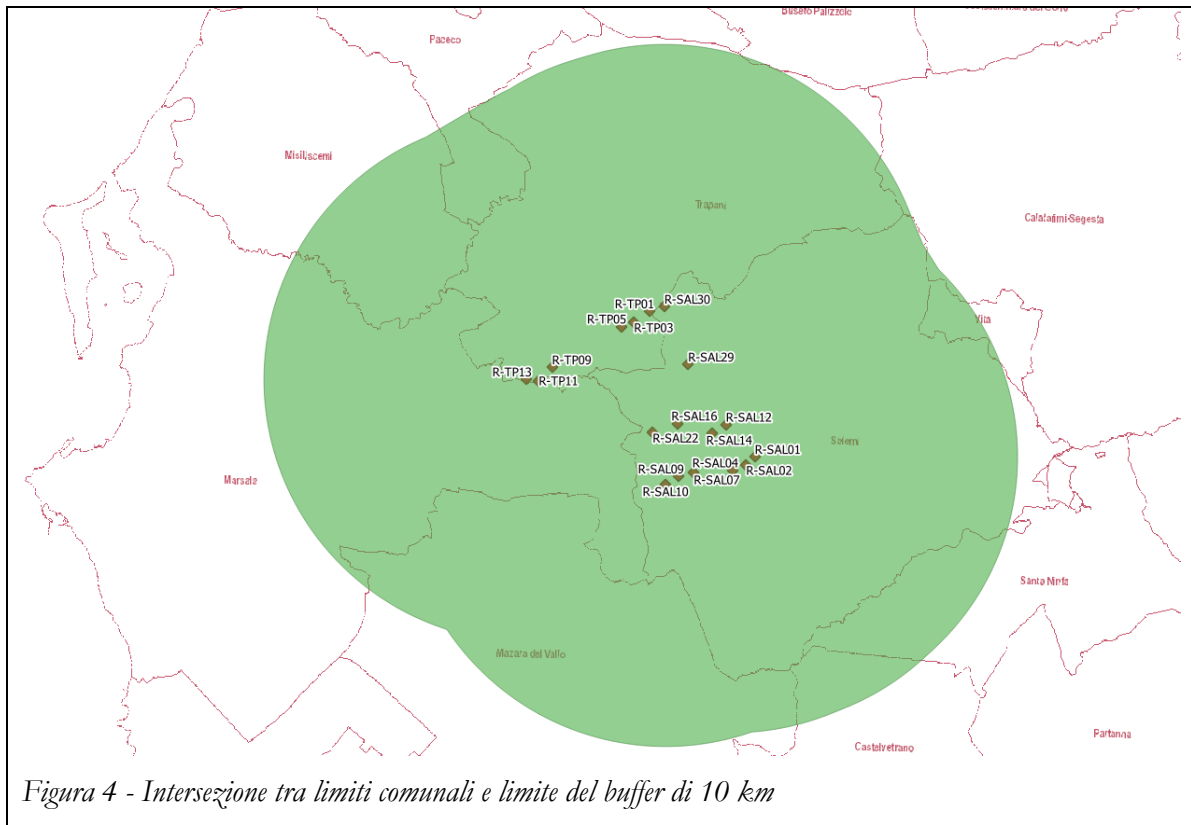 Buseto Palizzolo
Paceco
Misiliscemi
Trapani
Calatafimi-Segesta
R-TP01
R-SAL30
R-TP05
R-TP03
Vita
R-TP09
R-SAL29
R-TP13
R-TP11
R-SAL16
R-SAL12
R-SAL22
R-SAL14
Salemi
R-SAL01
R-SAL04
R-SAL09
R-SAL02
Marsala
R-SAL07
R-SAL10
Santa Ninfa
Mazara del Vallo
Partanna
Castelvetrano
Figura 4 - Intersezione tra limiti comunali e limite del buffer di 10 km